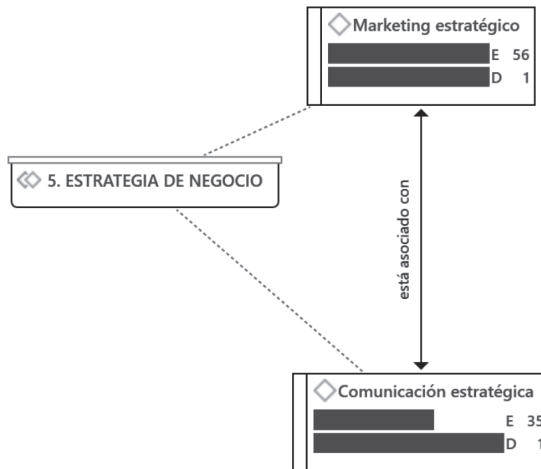 Marketing estratégico
E 56
D 1
5. ESTRATEGIA DE NEGOCIO
está asociado con
Comunicación estratégica
E 35
D 1